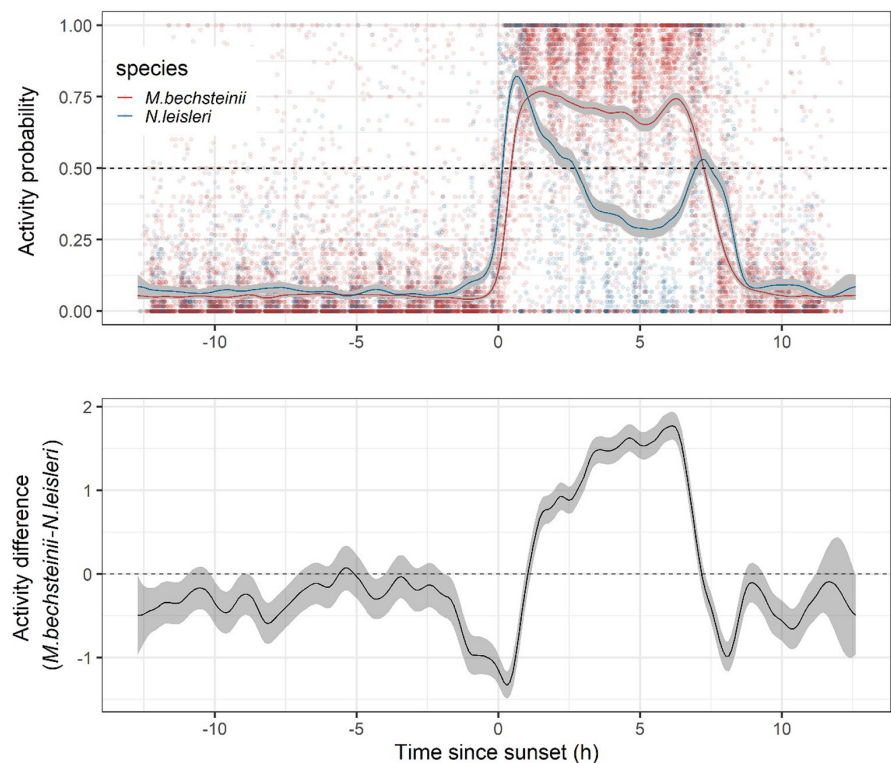 1.00
0.75
0.50
0.25
0.00
Activity probability
species
M.bechsteinii
N.leisleri
-10 -5 0 5 10
2
1
0
-1
Activity difference
(M.bechsteinii-N.leisleri)
-10 -5 0 5 10
Time since sunset (h)